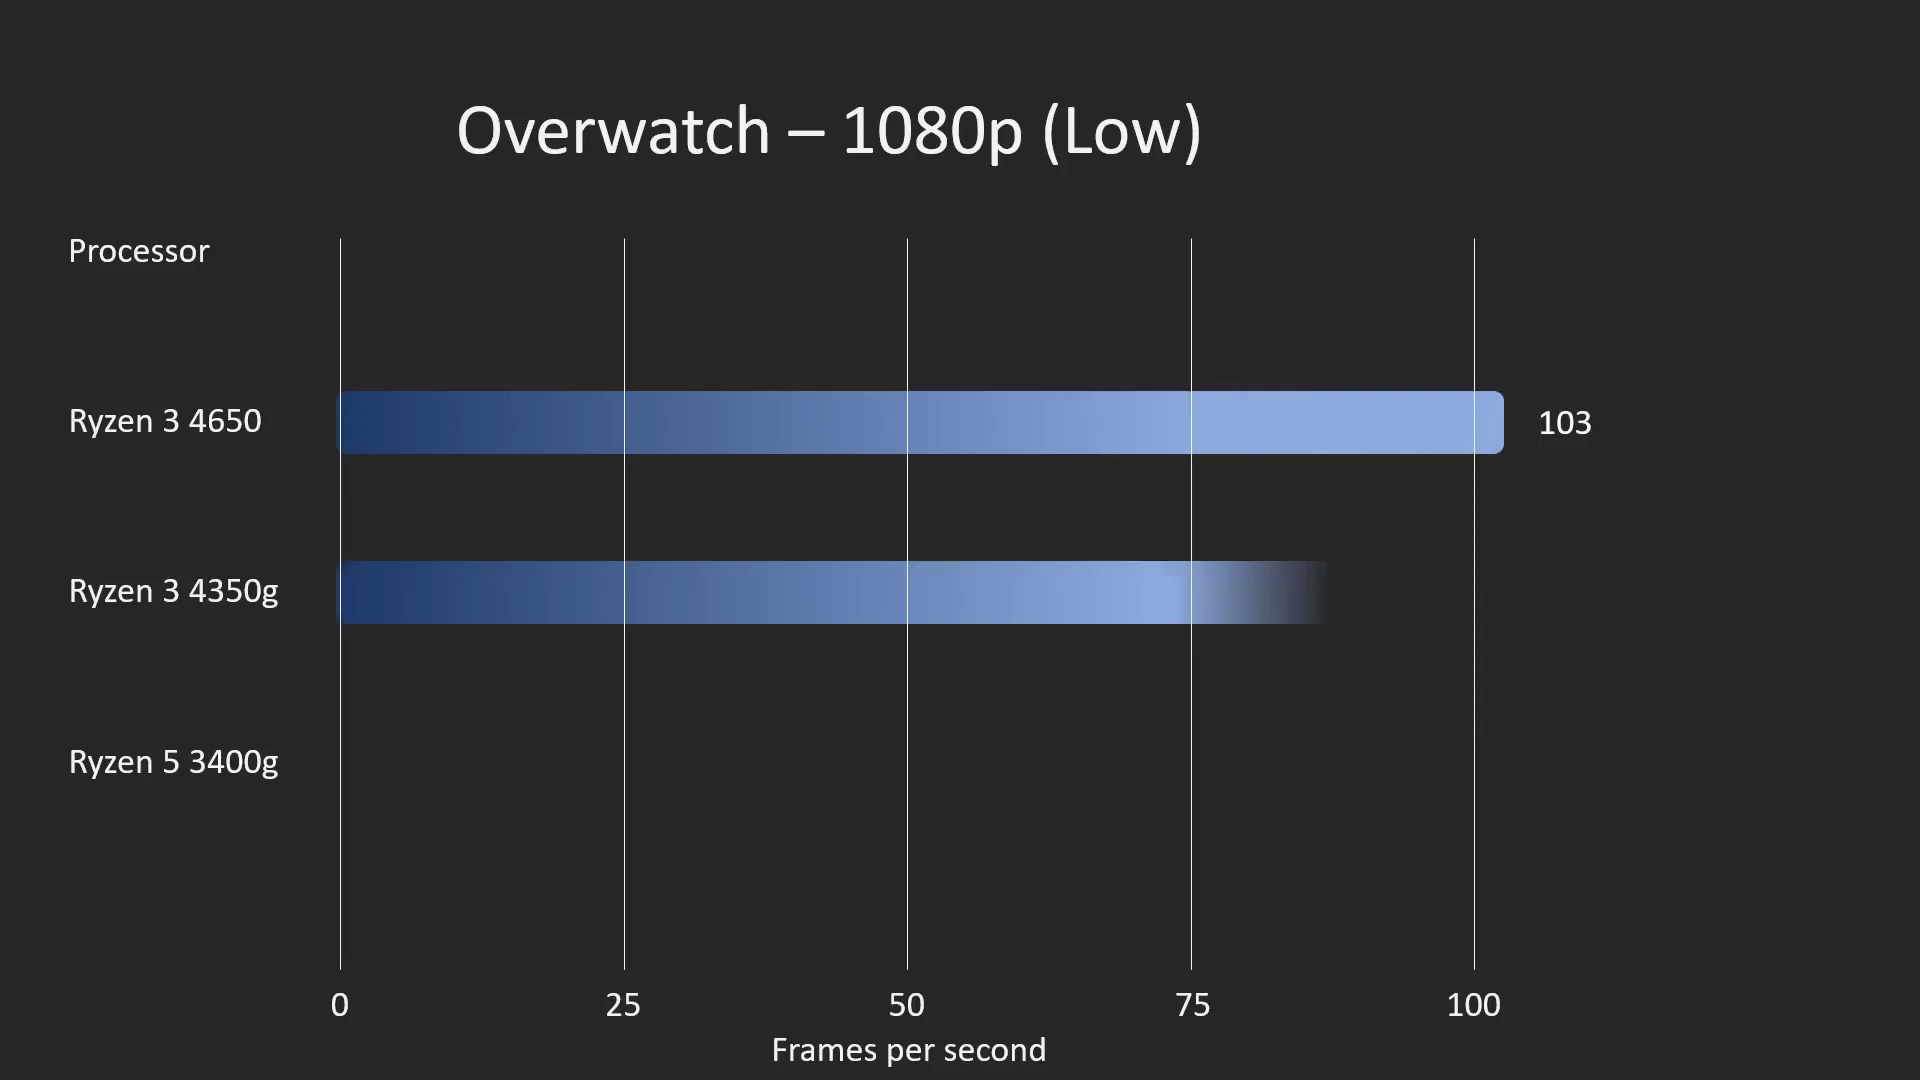 Overwatch – 1080p (Low)
Processor
Ryzen 3 4650
103
Ryzen 3 4350g
Ryzen 5 3400g
0
25
50
75
100
Frames per second